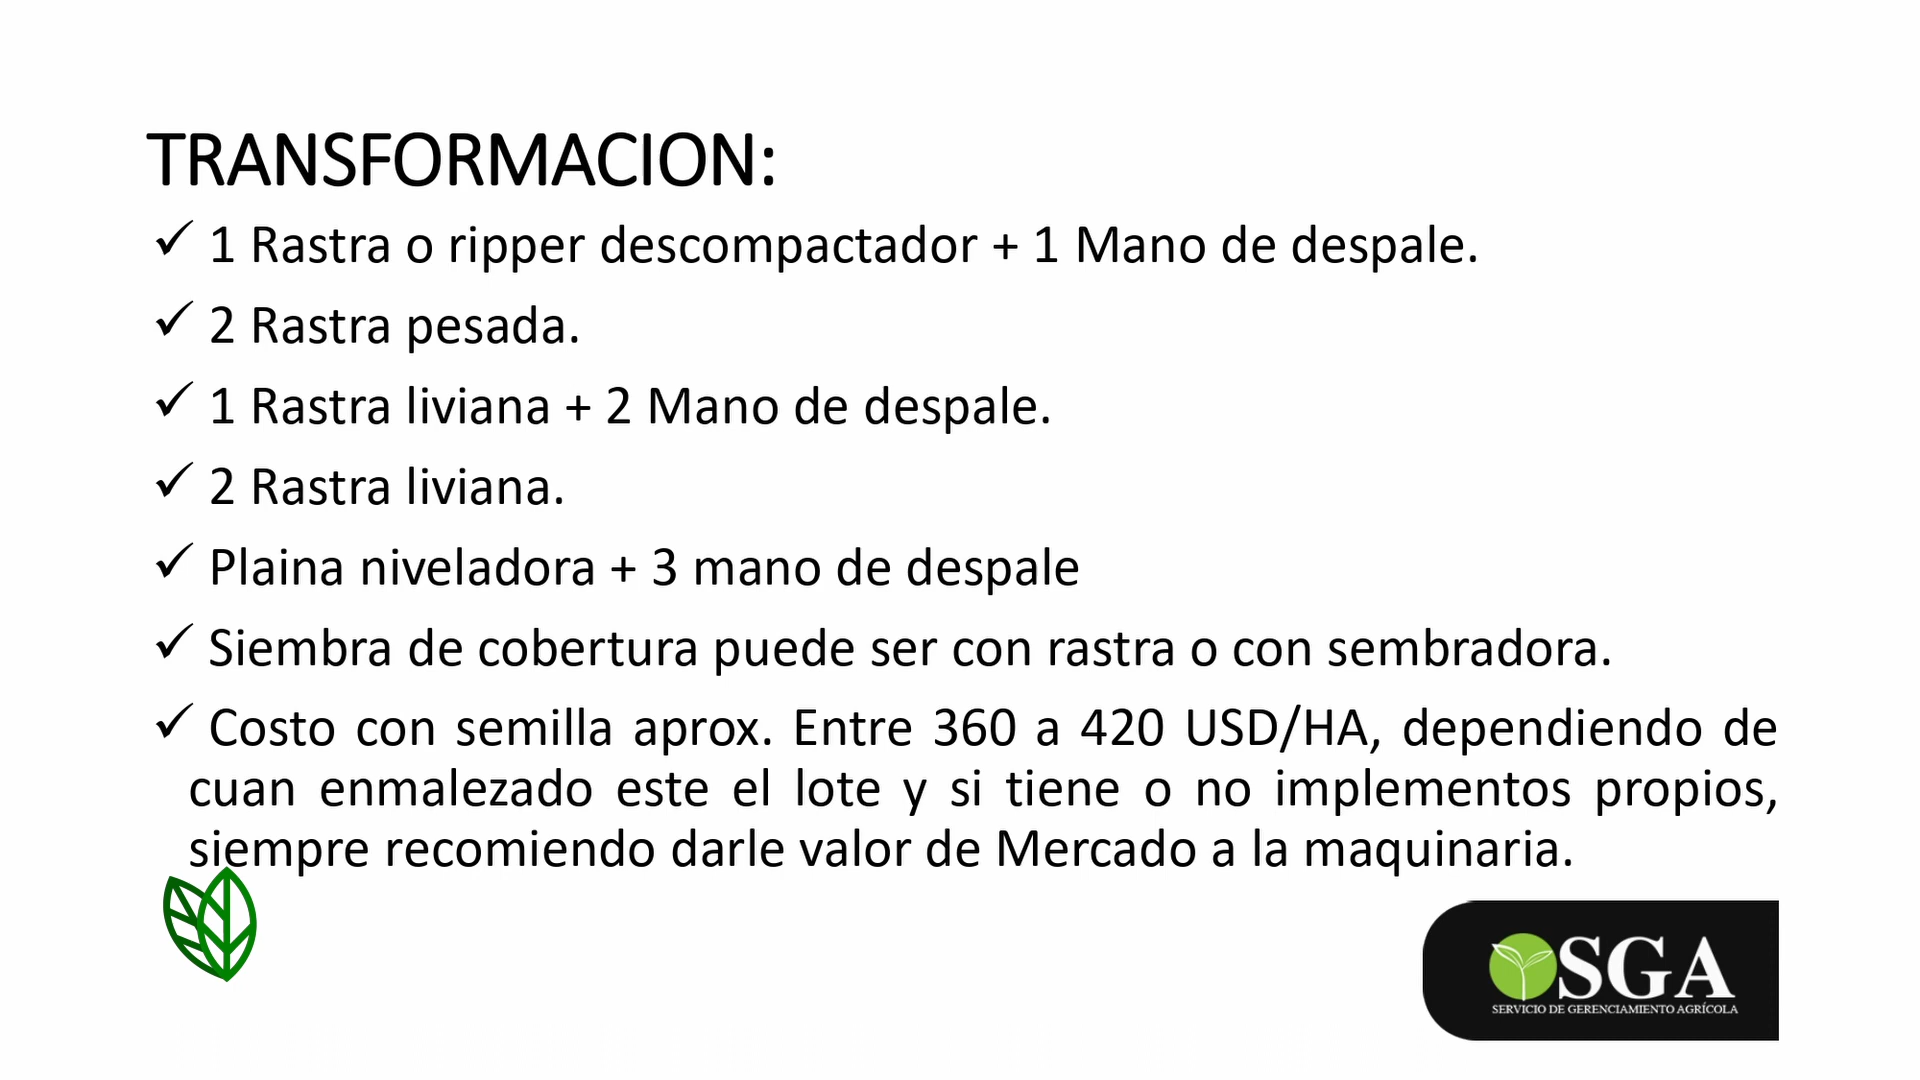 TRANSFORMACION:
✓ 1 Rastra o ripper descompactador + 1 Mano de despale.
✓ 2 Rastra pesada.
✓ 1 Rastra liviana + 2 Mano de despale.
✓ 2 Rastra liviana.
✓ Plaina niveladora + 3 mano de despale
✓ Siembra de cobertura puede ser con rastra o con sembradora.
✓ Costo con semilla aprox. Entre 360 a 420 USD/HA, dependiendo de
cuan enmalezado este el lote y si tiene o no implementos propios,
siempre recomiendo darle valor de Mercado a la maquinaria.
SGA
SERVICIO DE GERENCIAMIENTO AGRÍCOLA